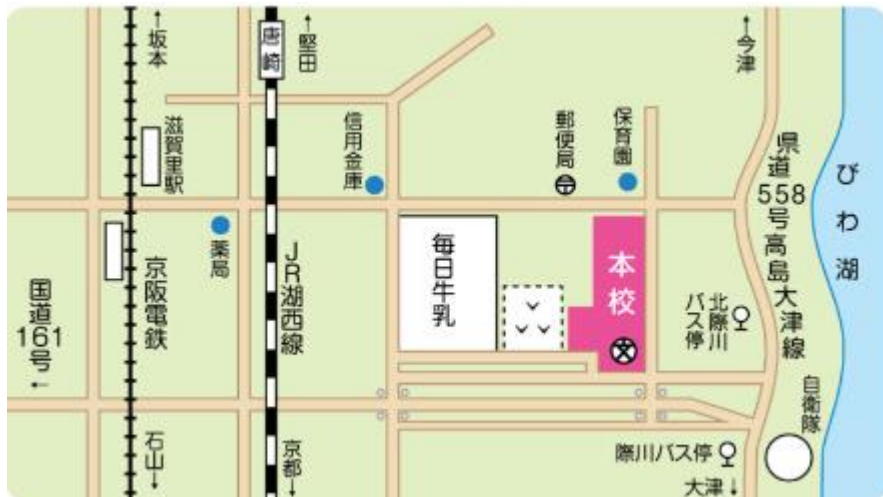 ←坂本
唐崎
←堅田
←今津
滋賀里駅
信用金庫
郵便局
保育園
県道558号高島大津線
びわ湖
薬局
毎日牛乳
本校
国道161号
←
京阪電鉄
JR湖西線
北際川
バス停
自衛隊
石山→
京都→
際川バス停
大津↓